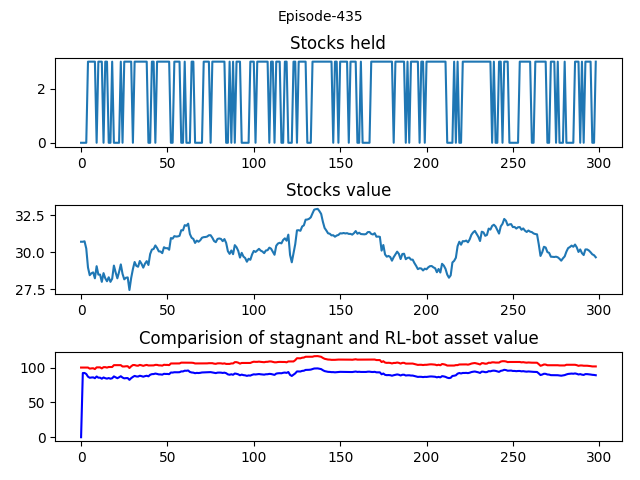 Episode-435
Stocks held
2
0
0 50 100 150 200 250 300
Stocks value
32.5
30.0
27.5
0 50 100 150 200 250 300
Comparision of stagnant and RL-bot asset value
100
50
0
0 50 100 150 200 250 300